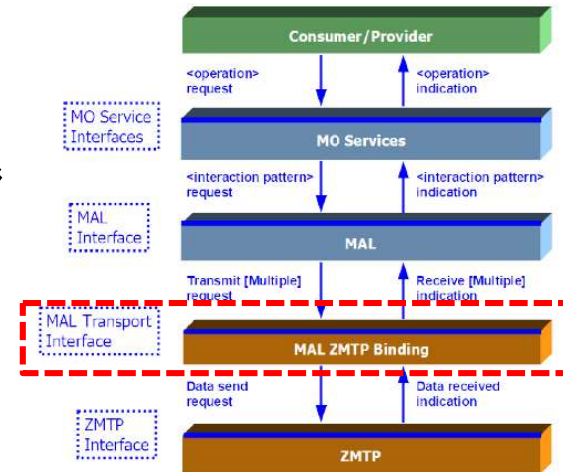 Consumer/Provider
<operation>
request
<operation>
indication
MO Service
Interfaces
MO Services
<interaction pattern>
request
<interaction pattern>
indication
MAL
Interface
MAL
Transmit [Multiple]
request
Receive [Multiple]
indication
MAL Transport
Interface
MAL ZMTP Binding
Data send
request
Data received
indication
ZMTP
Interface
ZMTP